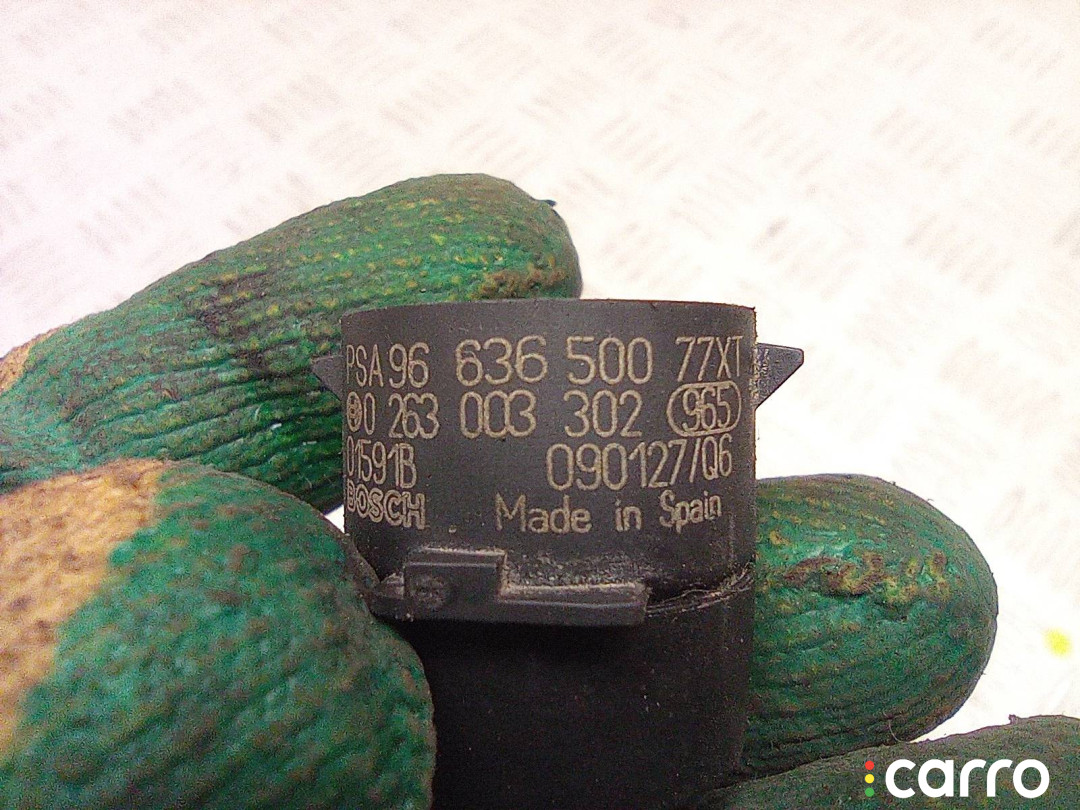 PSA 96 636 500 77XT
0 263 003 302 965
01591B 090127/Q6
BOSCH Made in Spain
carro